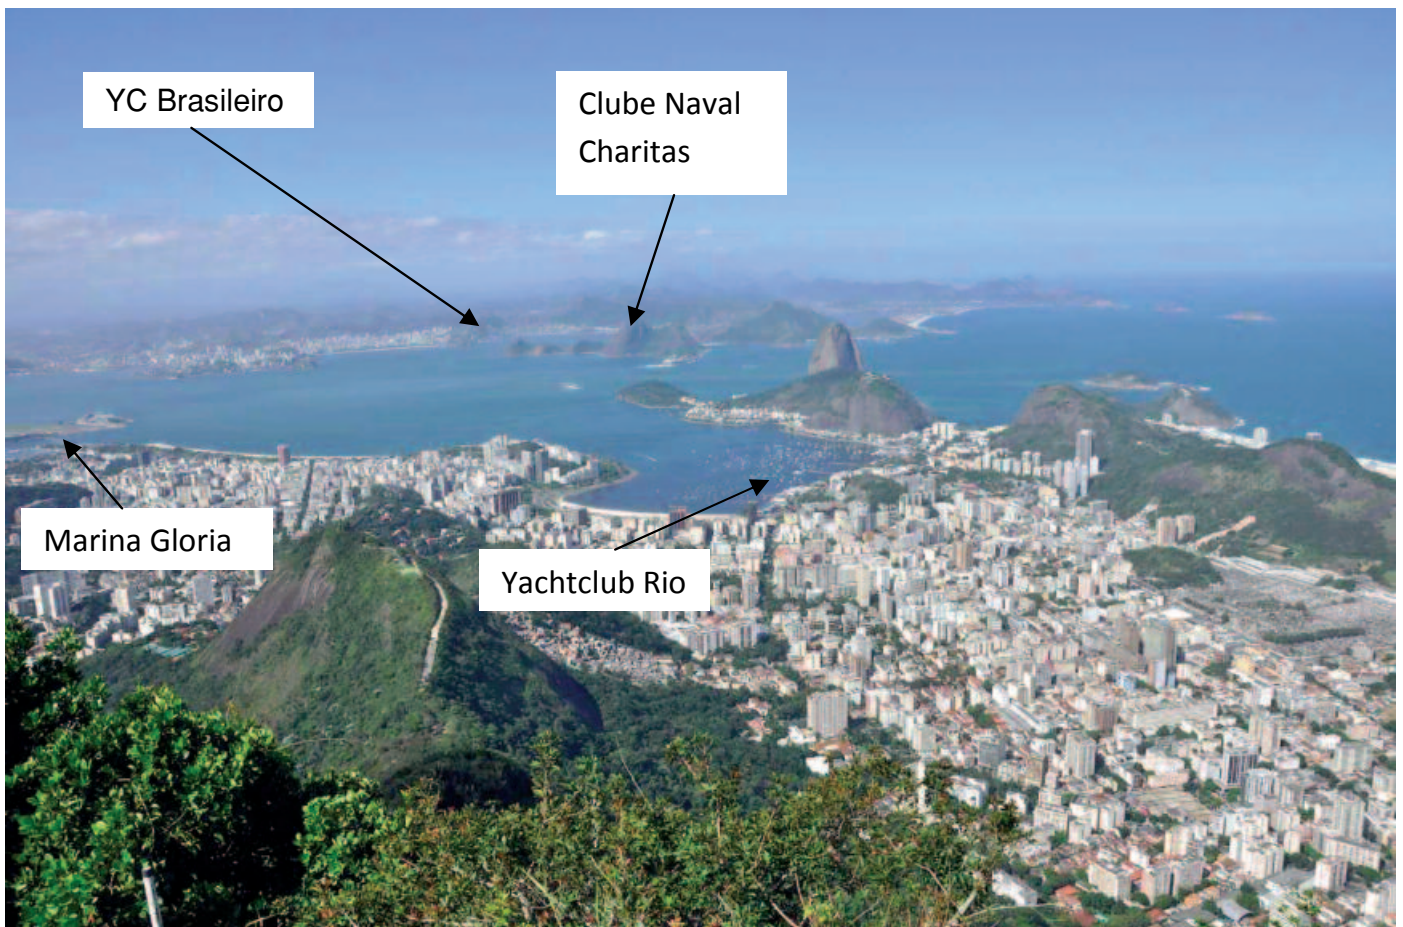 YC Brasileiro
Clube Naval
Charitas
Marina Gloria
Yachtclub Rio